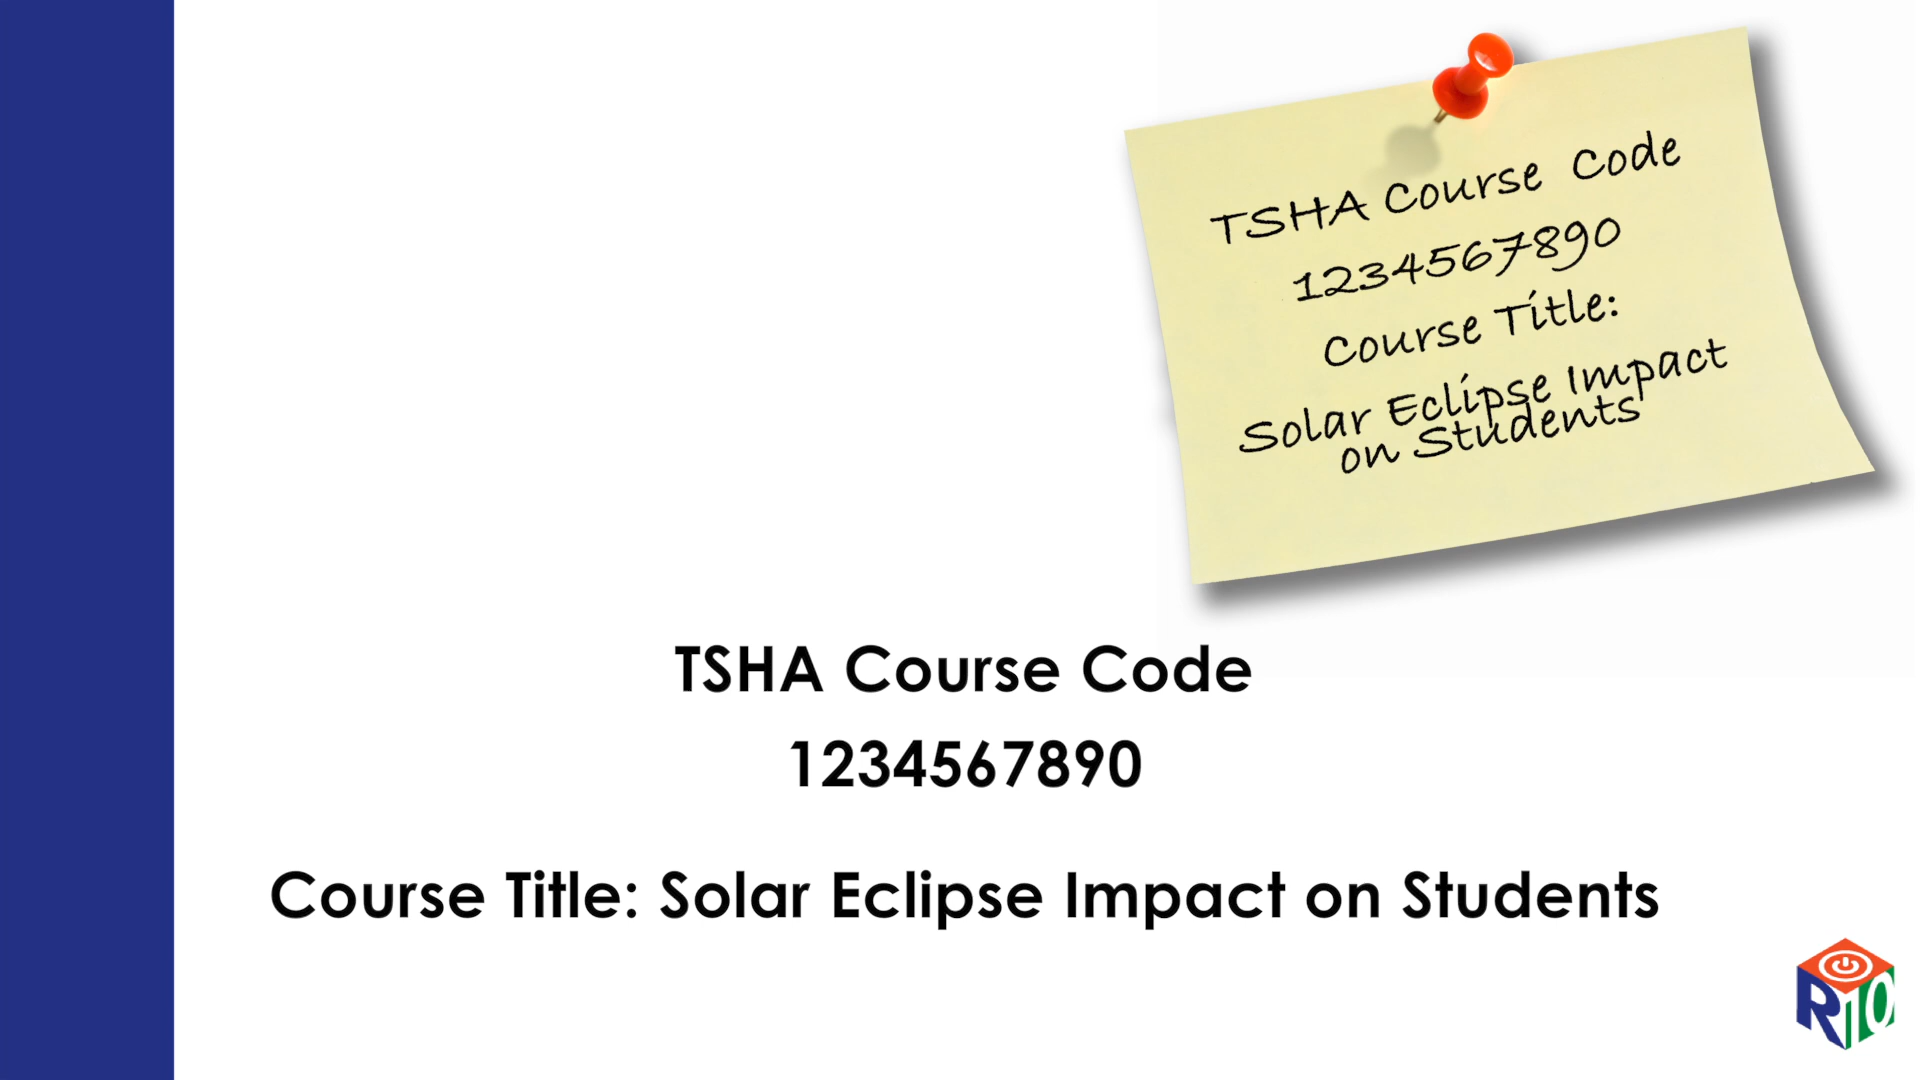 TSHA Course Code
1234567890
Course Title:
Solar Eclipse Impact
on Students
TSHA Course Code
1234567890
Course Title: Solar Eclipse Impact on Students
R10